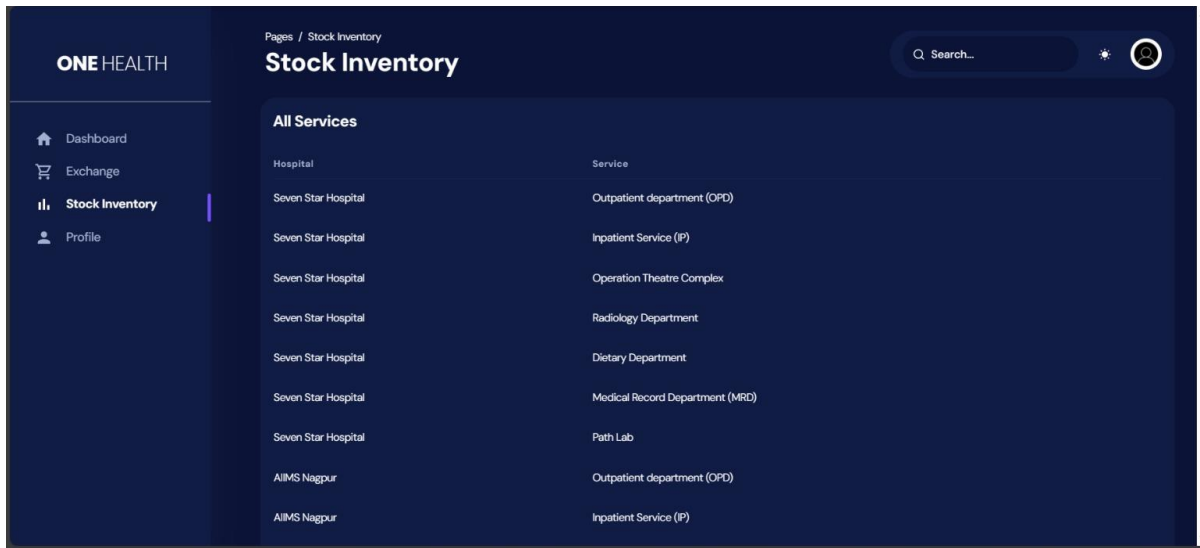 ONE HEALTH
Dashboard
Exchange
Stock Inventory
Profile
Pages / Stock Inventory
Stock Inventory
Search...
All Services
Hospital Service
Seven Star Hospital Outpatient department (OPD)
Seven Star Hospital Inpatient Service (IP)
Seven Star Hospital Operation Theatre Complex
Seven Star Hospital Radiology Department
Seven Star Hospital Dietary Department
Seven Star Hospital Medical Record Department (MRD)
Seven Star Hospital Path Lab
AIIMS Nagpur Outpatient department (OPD)
AIIMS Nagpur Inpatient Service (IP)